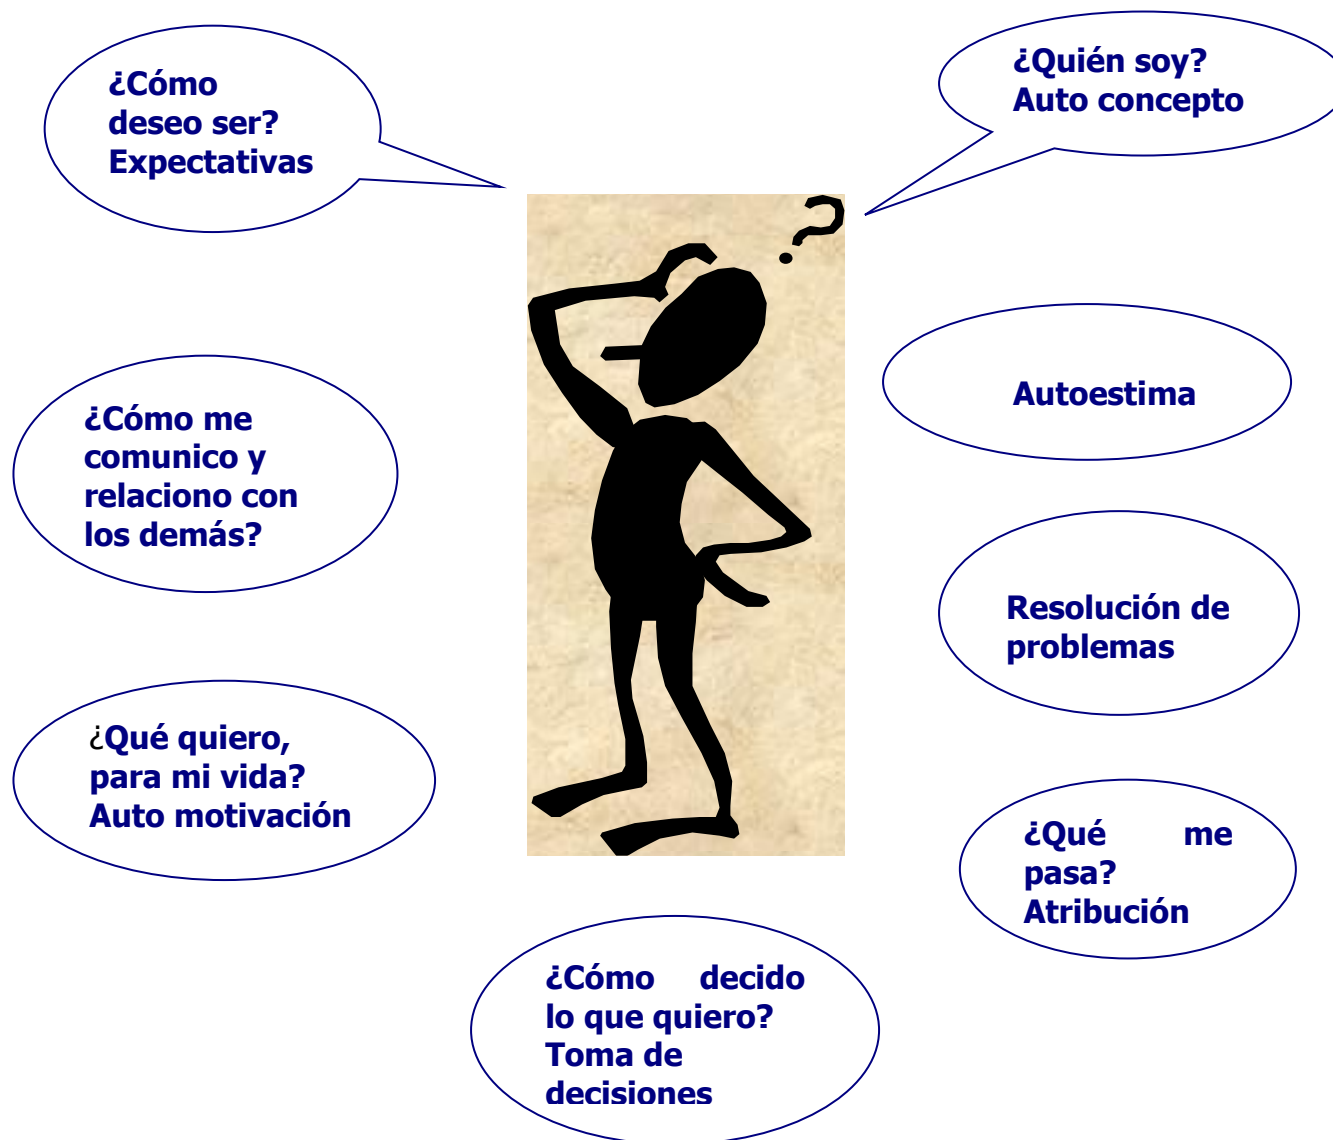 ¿Cómo
deseo ser?
Expectativas
¿Quién soy?
Auto concepto
?
Autoestima
¿Cómo me
comunico y
relaciono con
los demás?
Resolución de
problemas
¿Qué quiero,
para mi vida?
Auto motivación
¿Qué me
pasa?
Atribución
¿Cómo decido
lo que quiero?
Toma de
decisiones